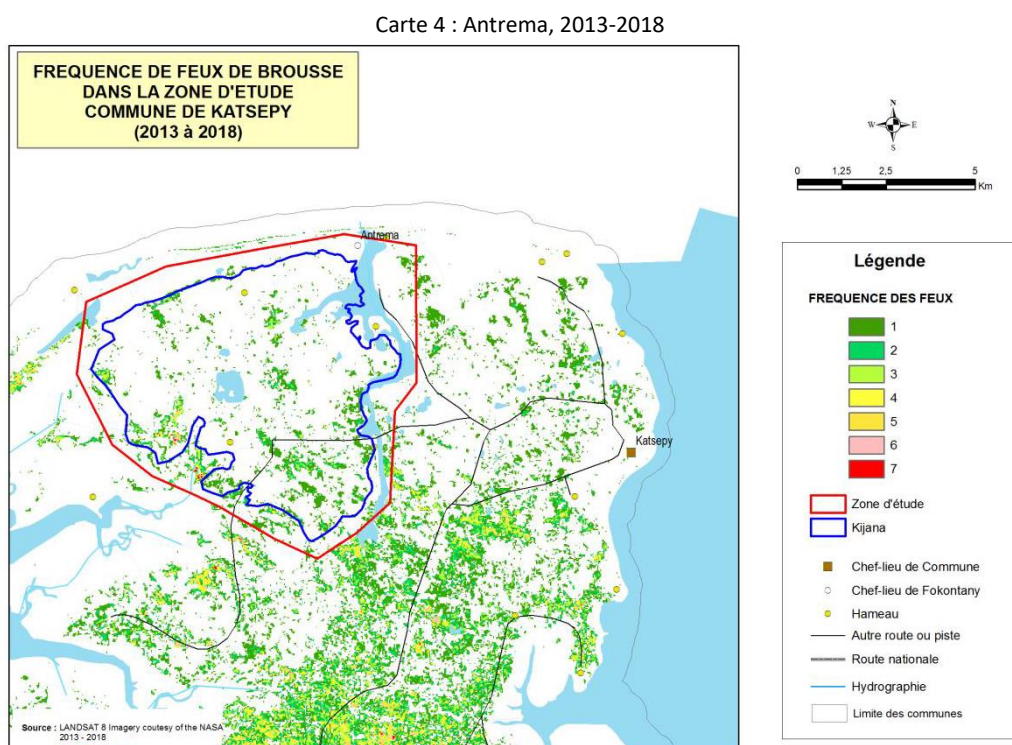 Carte 4 : Antrema, 2013-2018
FREQUENCE DE FEUX DE BROUSSE
DANS LA ZONE D'ETUDE
COMMUNE DE KATSEPY
(2013 à 2018)
N
W E
S
0 1,25 2,5 5
Km
Antrema
Katsepy
Légende
FREQUENCE DES FEUX
1
2
3
4
5
6
7
Zone d'étude
Kijana
Chef-lieu de Commune
Chef-lieu de Fokontany
Hameau
Autre route ou piste
Route nationale
Hydrographie
Limite des communes
Source : LANDSAT 8 Imagery coutesy of the NASA
2013 - 2018